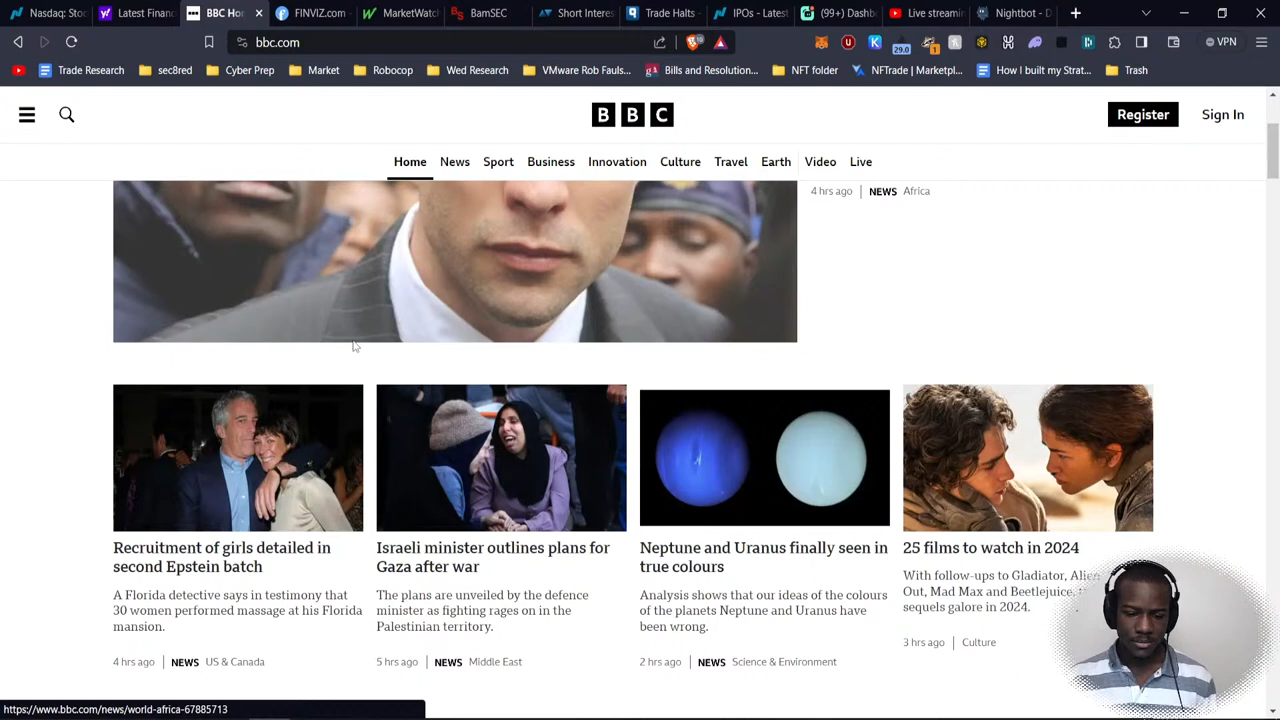 Nasdaq: Stoc
Latest Financ
BBC Ho
FINVIZ.com
MarketWatc
BamSEC
Short Interes
Trade Halts -
IPOs - Latest
(99+) Dashb
Live streamin
Nightbot - D
bbc.com
10
29.0
1
VPN
Trade Research
sec8red
Cyber Prep
Market
Robocop
Wed Research
VMware Rob Faul...
Bills and Resolution...
NFT folder
NFTrade | Marketpl...
How I built my Strat...
Trash
BBC
Register
Sign In
Home
News
Sport
Business
Innovation
Culture
Travel
Earth
Video
Live
4 hrs ago | NEWS Africa
Recruitment of girls detailed in
second Epstein batch
A Florida detective says in testimony that
30 women performed massage at his Florida
mansion.
4 hrs ago | NEWS US & Canada
Israeli minister outlines plans for
Gaza after war
The plans are unveiled by the defence
minister as fighting rages on in the
Palestinian territory.
5 hrs ago | NEWS Middle East
Neptune and Uranus finally seen in
true colours
Analysis shows that our ideas of the colours
of the planets Neptune and Uranus have
been wrong.
2 hrs ago | NEWS Science & Environment
25 films to watch in 2024
With follow-ups to Gladiator, Alien
Out, Mad Max and Beetlejuice,
sequels galore in 2024.
3 hrs ago | Culture
https://www.bbc.com/news/world-africa-67885713